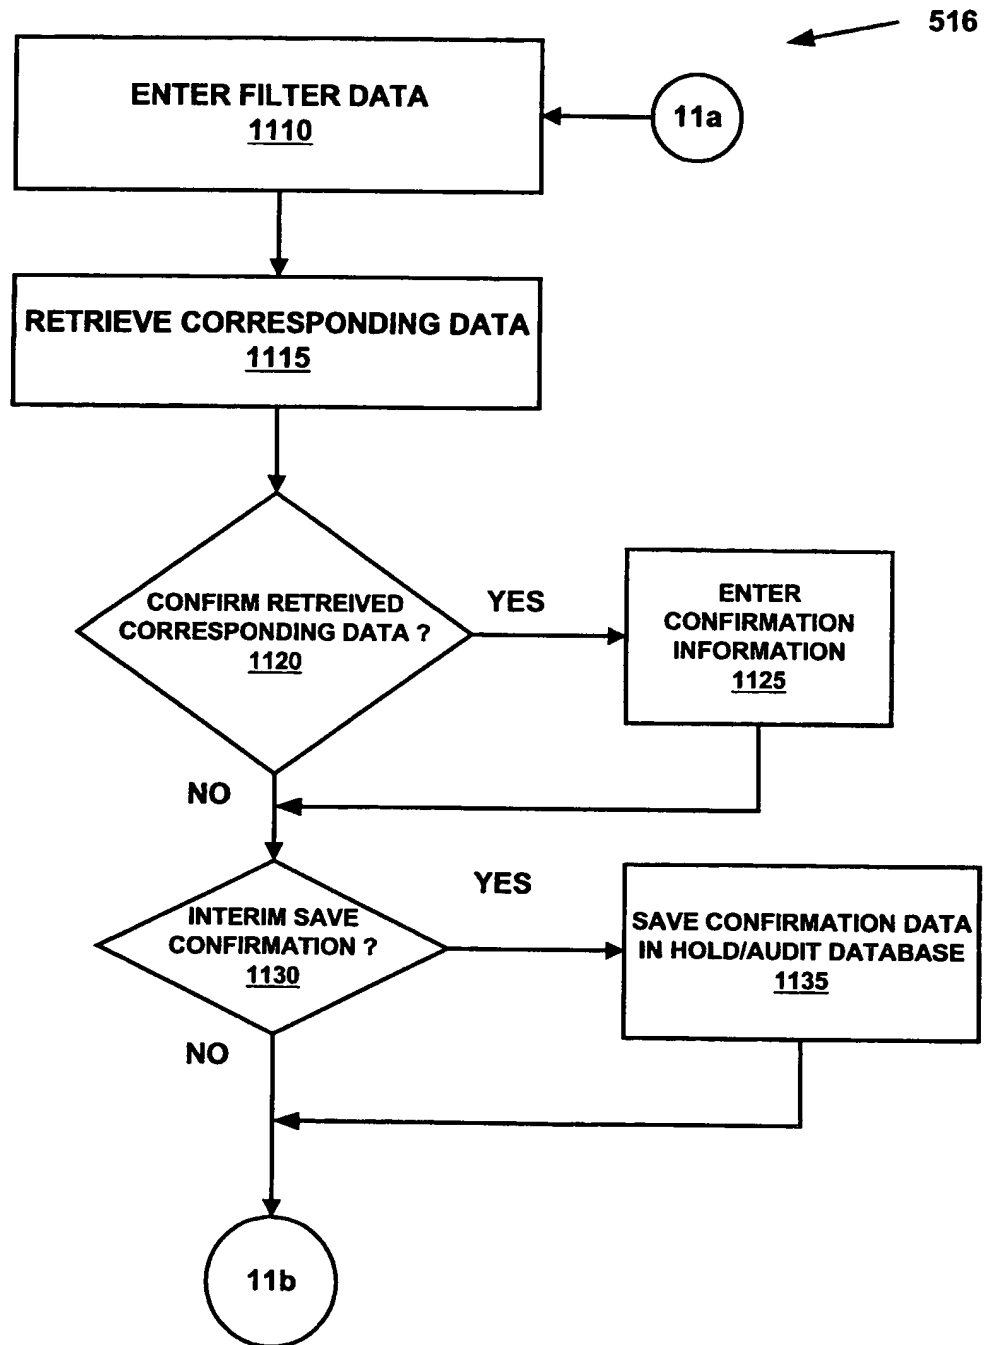 516
ENTER FILTER DATA
1110
11a
RETRIEVE CORRESPONDING DATA
1115
CONFIRM RETREIVED
CORRESPONDING DATA ?
1120
YES
ENTER
CONFIRMATION
INFORMATION
1125
NO
INTERIM SAVE
CONFIRMATION ?
1130
YES
SAVE CONFIRMATION DATA
IN HOLD/AUDIT DATABASE
1135
NO
11b